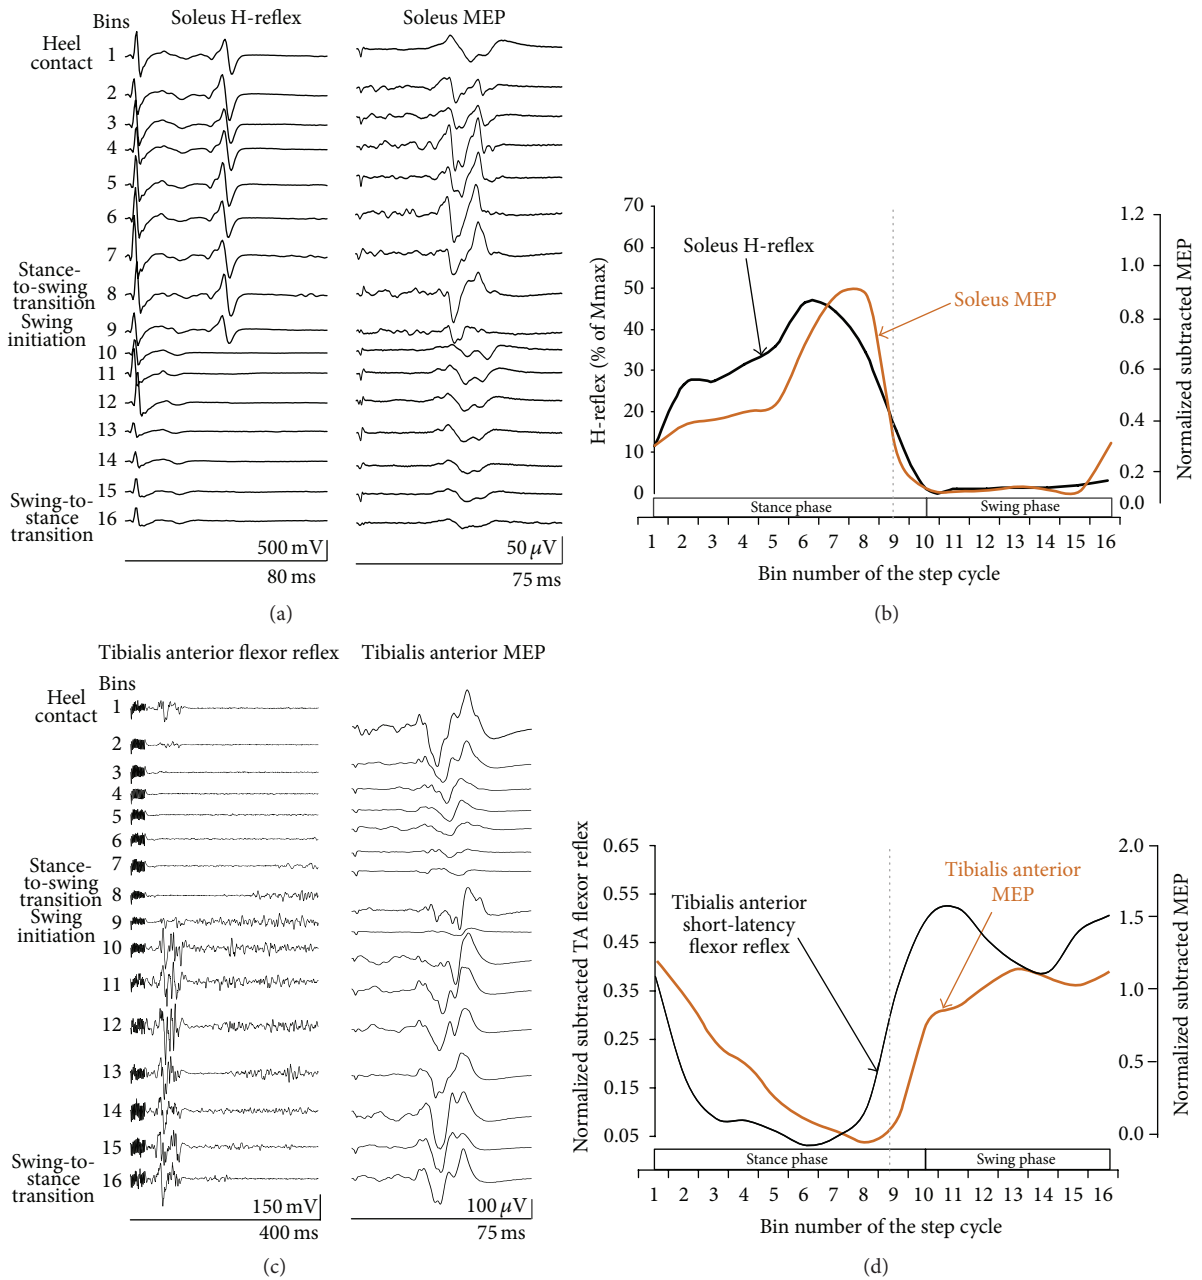 (a)
Bins
Soleus H-reflex
Soleus MEP
Heel
contact
1
2
3
4
5
6
7
Stance-
to-swing
transition
8
Swing
initiation
9
10
11
12
13
14
15
Swing-to-
stance
transition
16
500 mV
80 ms
50 μV
75 ms
(a)
70
60
50
40
30
20
10
0
H-reflex (% of Mmax)
Soleus H-reflex
Soleus MEP
1.2
1.0
0.8
0.6
0.4
0.2
0.0
Normalized subtracted MEP
Stance phase
Swing phase
1 2 3 4 5 6 7 8 9 10 11 12 13 14 15 16
Bin number of the step cycle
(b)
Tibialis anterior flexor reflex
Tibialis anterior MEP
Bins
Heel
contact
1
2
3
4
5
6
7
Stance-
to-swing
transition
8
Swing
initiation
9
10
11
12
13
14
15
Swing-to-
stance
transition
16
150 mV
400 ms
100 μV
75 ms
(c)
0.65
0.55
0.45
0.35
0.25
0.15
0.05
Normalized subtracted TA flexor reflex
Tibialis anterior
short-latency
flexor reflex
Tibialis anterior
MEP
2.0
1.5
1.0
0.5
0.0
Normalized subtracted MEP
Stance phase
Swing phase
1 2 3 4 5 6 7 8 9 10 11 12 13 14 15 16
Bin number of the step cycle
(d)